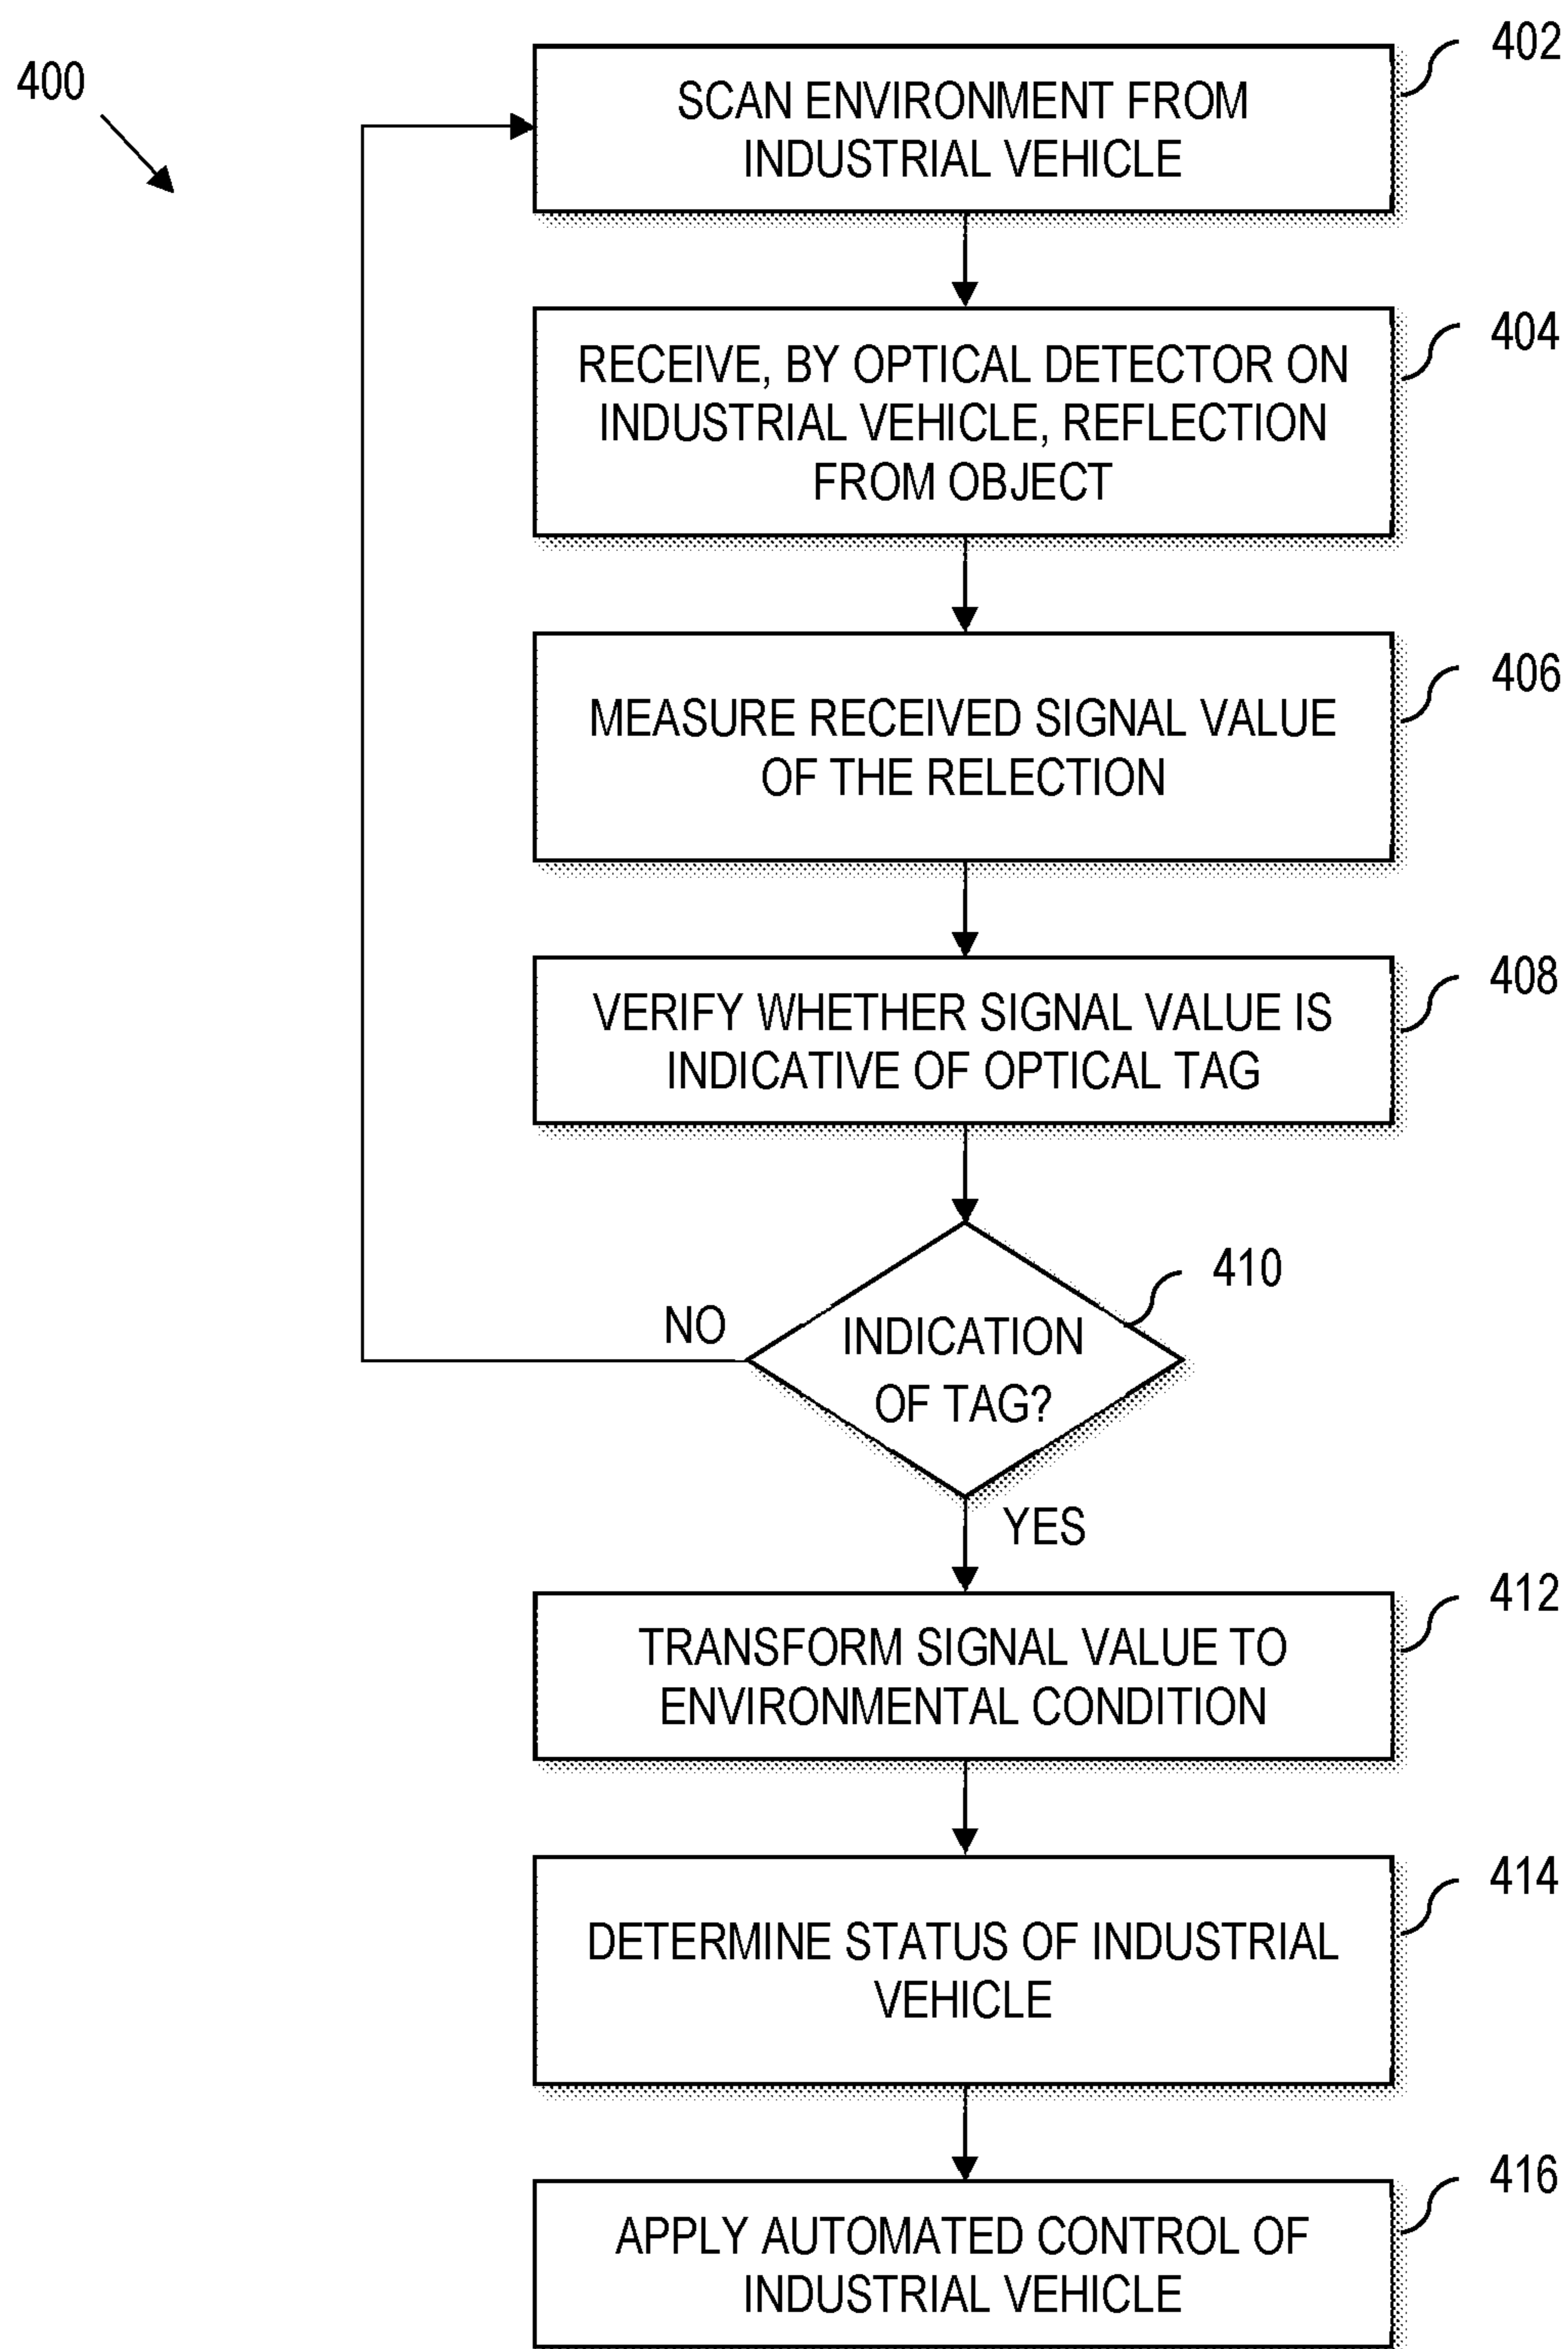 400
402
SCAN ENVIRONMENT FROM
INDUSTRIAL VEHICLE
404
RECEIVE, BY OPTICAL DETECTOR ON
INDUSTRIAL VEHICLE, REFLECTION
FROM OBJECT
406
MEASURE RECEIVED SIGNAL VALUE
OF THE RELECTION
408
VERIFY WHETHER SIGNAL VALUE IS
INDICATIVE OF OPTICAL TAG
410
NO
INDICATION
OF TAG?
YES
412
TRANSFORM SIGNAL VALUE TO
ENVIRONMENTAL CONDITION
414
DETERMINE STATUS OF INDUSTRIAL
VEHICLE
416
APPLY AUTOMATED CONTROL OF
INDUSTRIAL VEHICLE